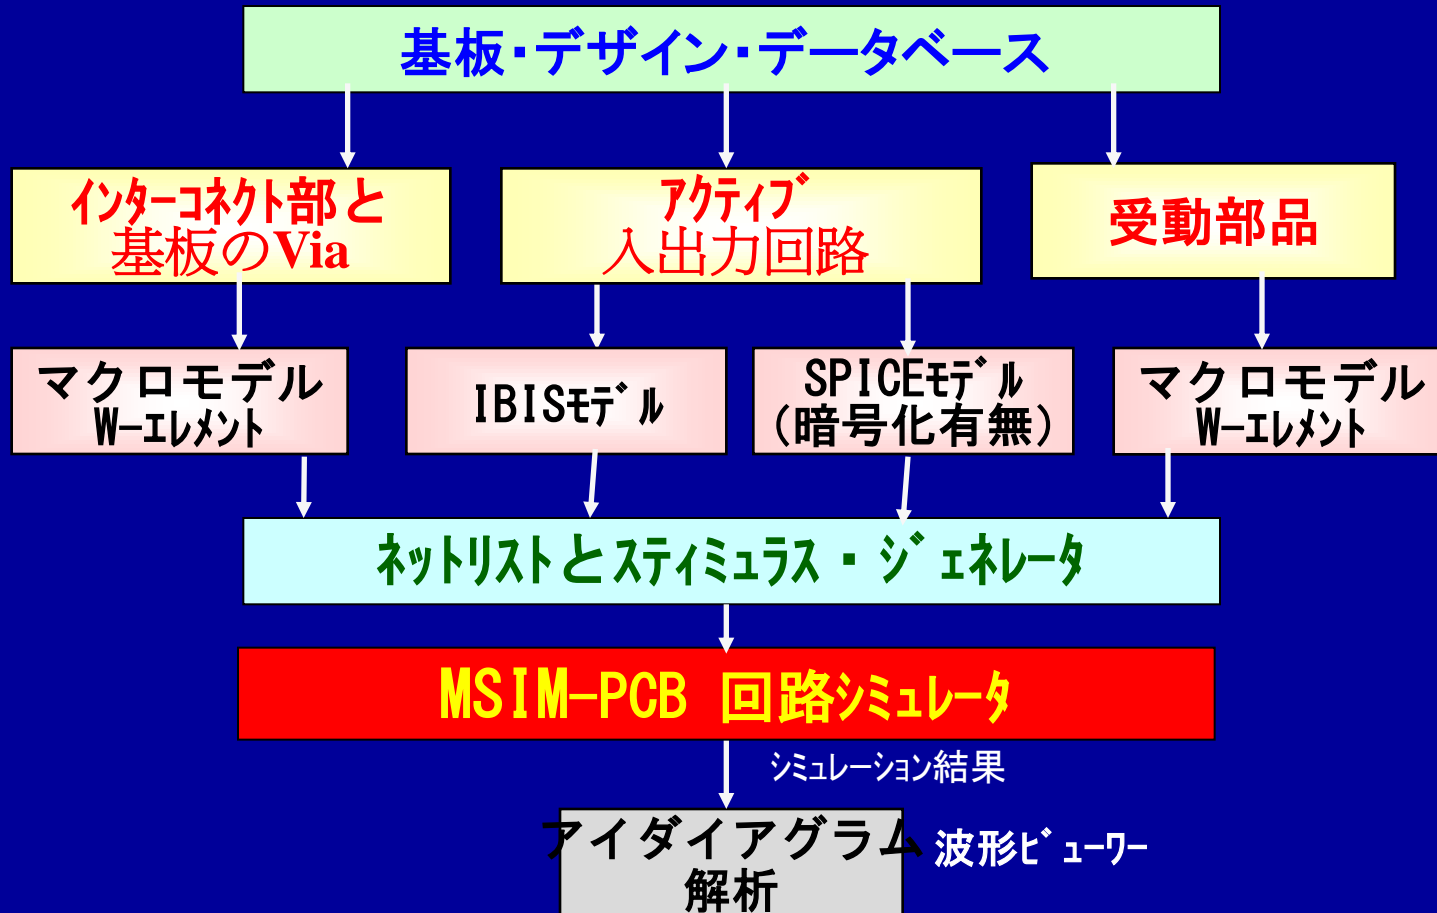 基板・デザイン・データベース
インターコネクト部と
基板のVia
アクティブ
入出力回路
受動部品
マクロモデル
W-エレメント
IBISモデル
SPICEモデル
(暗号化有無)
マクロモデル
W-エレメント
ネットリストとスティミュラス・ジェネレータ
MSIM-PCB 回路シミュレータ
シミュレーション結果
アイダイアグラム
解析
波形ビューワー